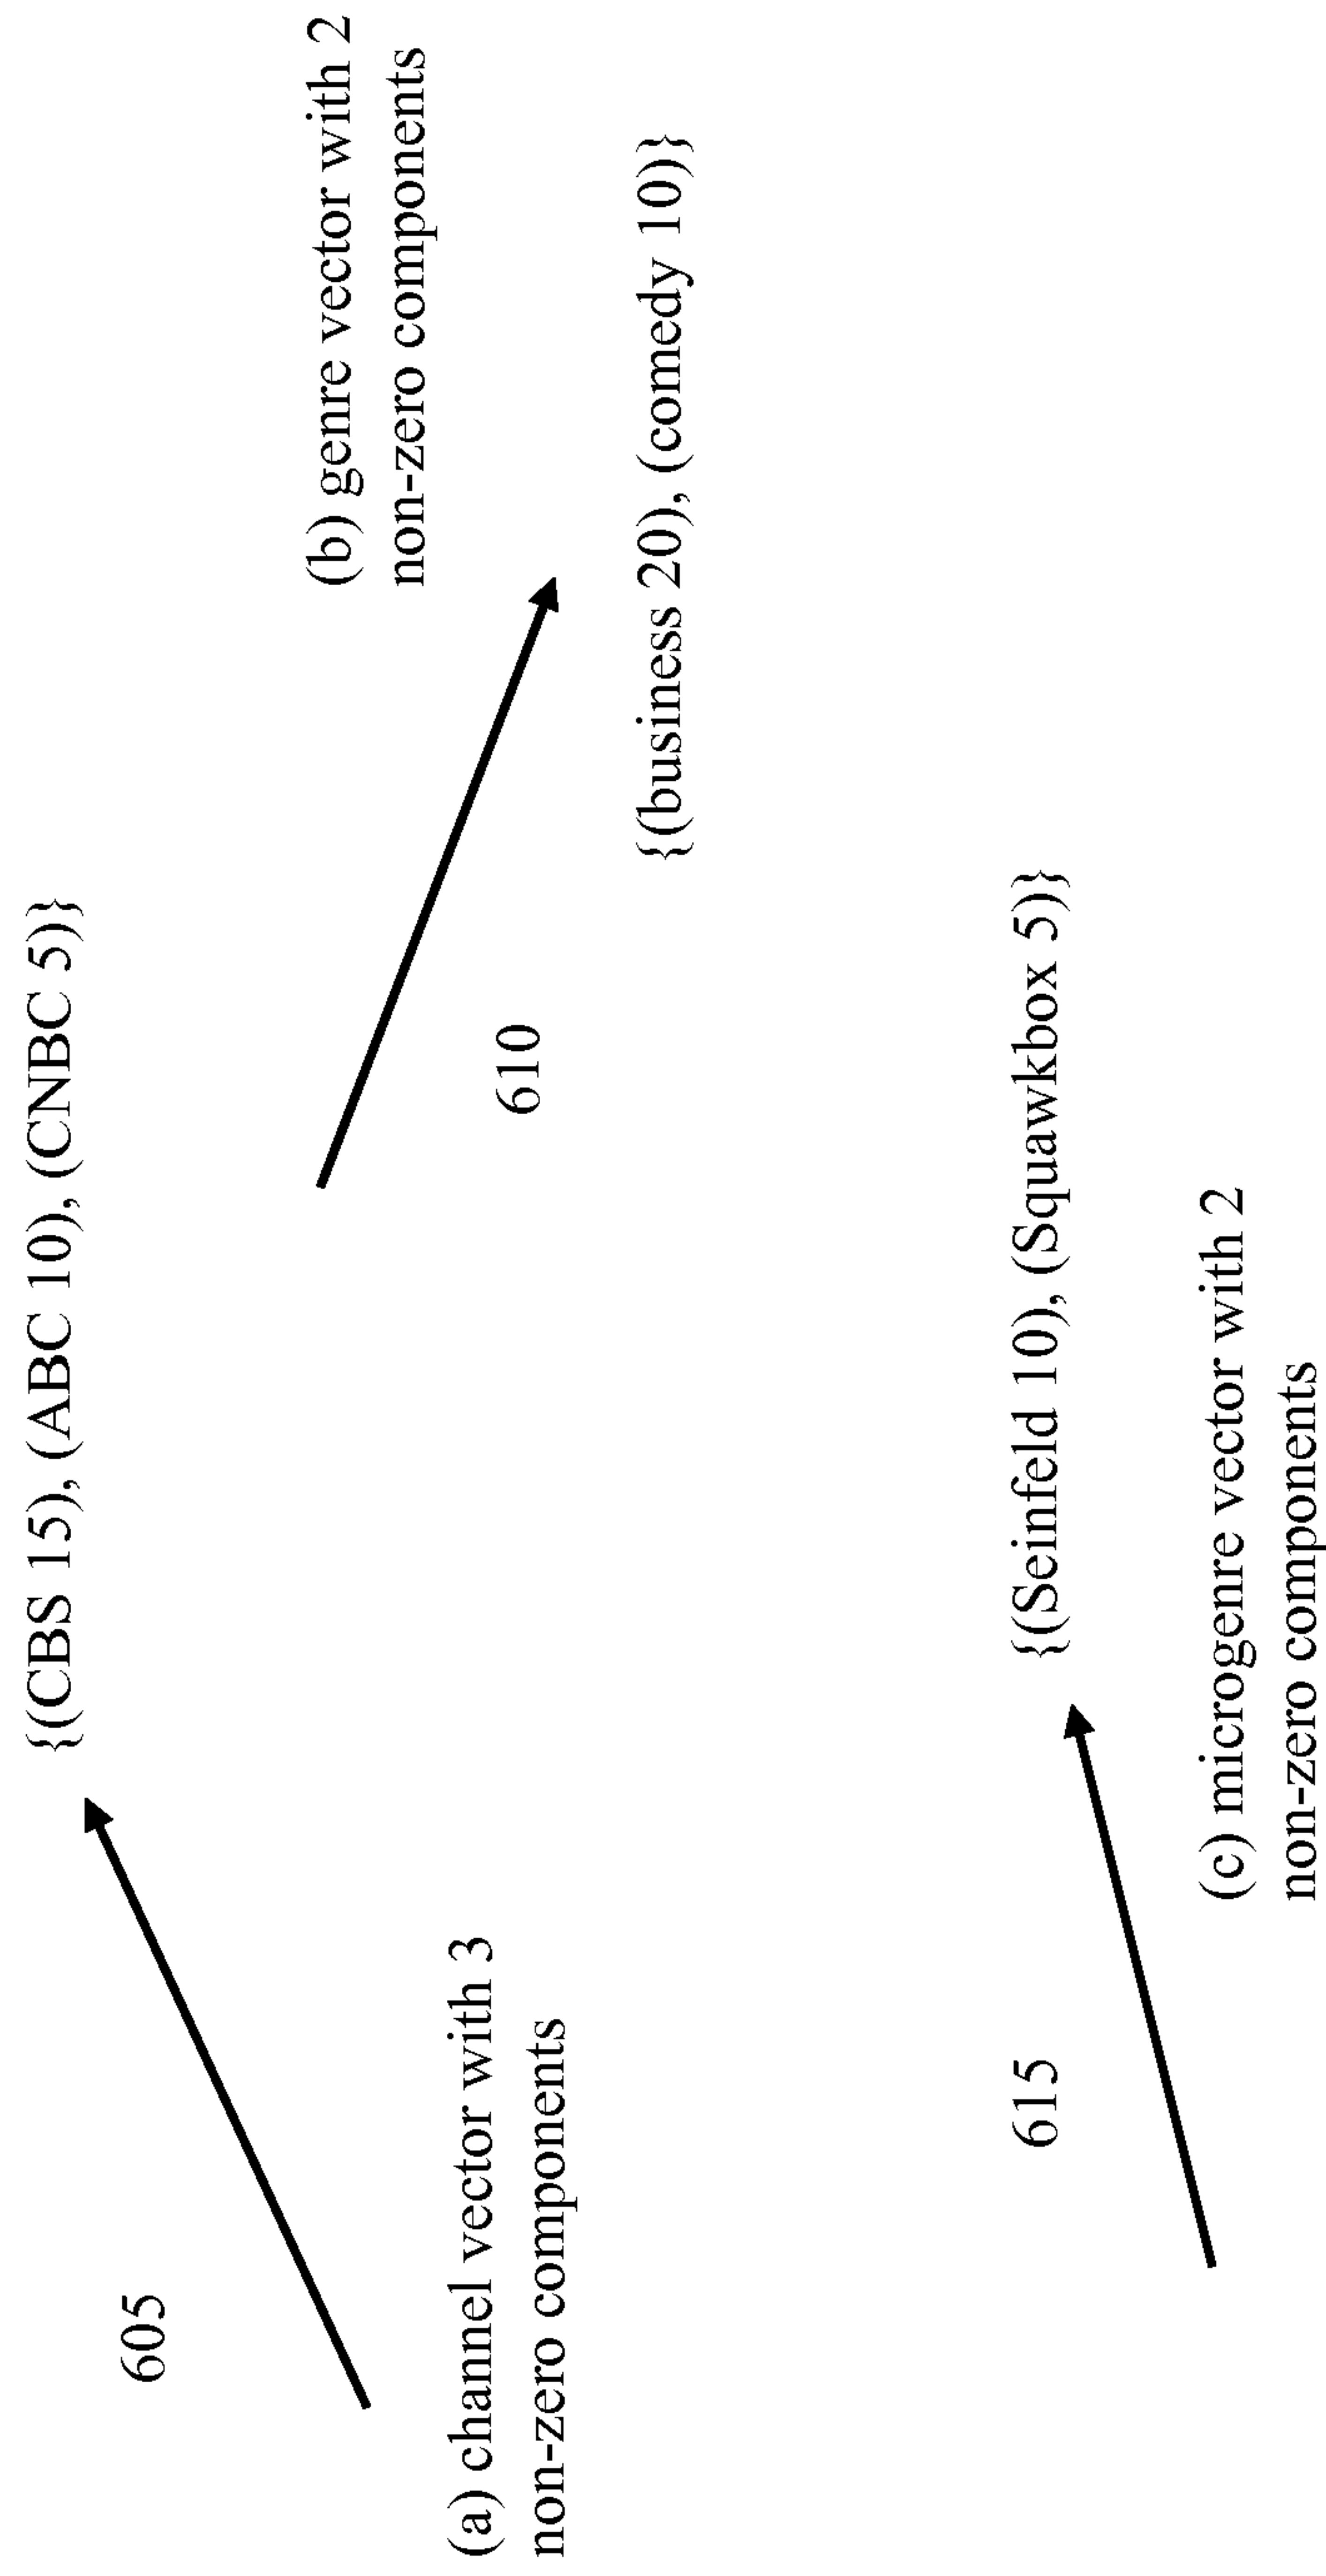 {(CBS 15), (ABC 10), (CNBC 5)}
605
(a) channel vector with 3
non-zero components
(b) genre vector with 2
non-zero components
610
{(business 20), (comedy 10)}
615
{(Seinfeld 10), (Squawkbox 5)}
(c) microgenre vector with 2
non-zero components